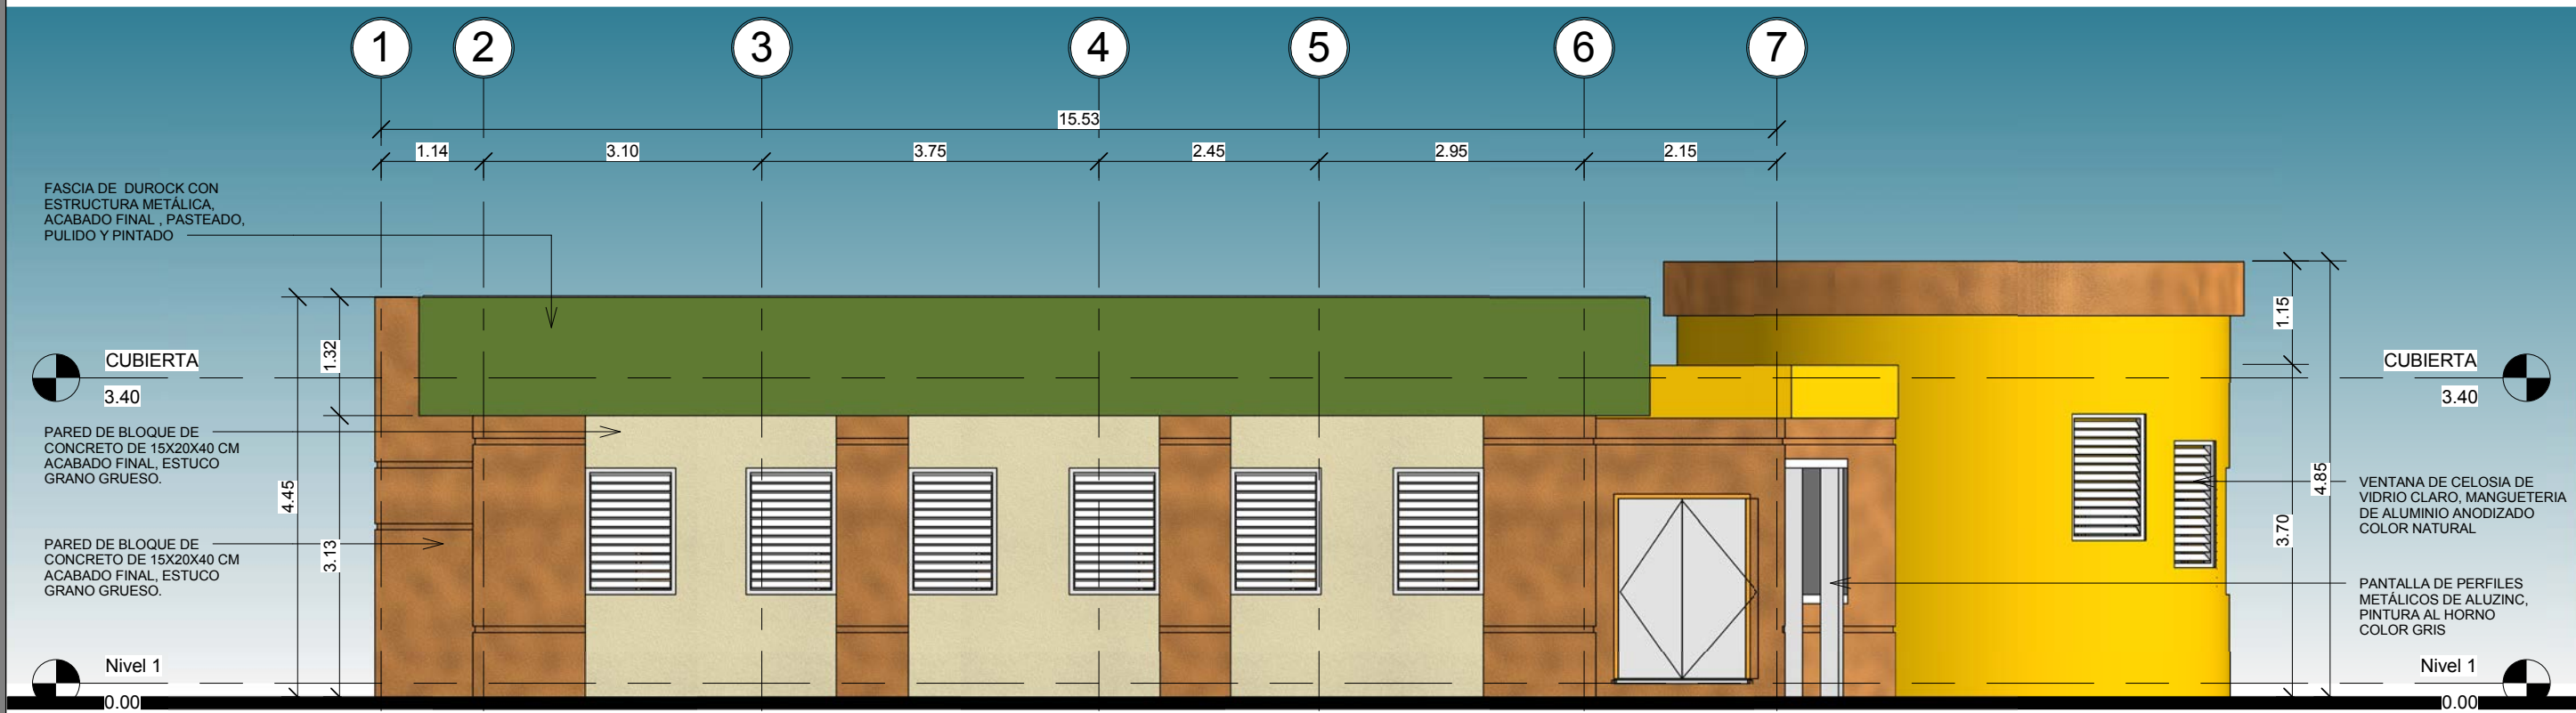 1 2 3 4 5 6 7
15.53
1.14 3.10 3.75 2.45 2.95 2.15
FASCIA DE DUROCK CON
ESTRUCTURA METÁLICA,
ACABADO FINAL , PASTEADO,
PULIDO Y PINTADO
1.32
4.45
3.13
CUBIERTA
3.40
PARED DE BLOQUE DE
CONCRETO DE 15X20X40 CM
ACABADO FINAL, ESTUCO
GRANO GRUESO.
PARED DE BLOQUE DE
CONCRETO DE 15X20X40 CM
ACABADO FINAL, ESTUCO
GRANO GRUESO.
Nivel 1
0.00
1.15
4.85
3.70
CUBIERTA
3.40
VENTANA DE CELOSIA DE
VIDRIO CLARO, MANGUETERIA
DE ALUMINIO ANODIZADO
COLOR NATURAL
PANTALLA DE PERFILES
METÁLICOS DE ALUZINC,
PINTURA AL HORNO
COLOR GRIS
Nivel 1
0.00